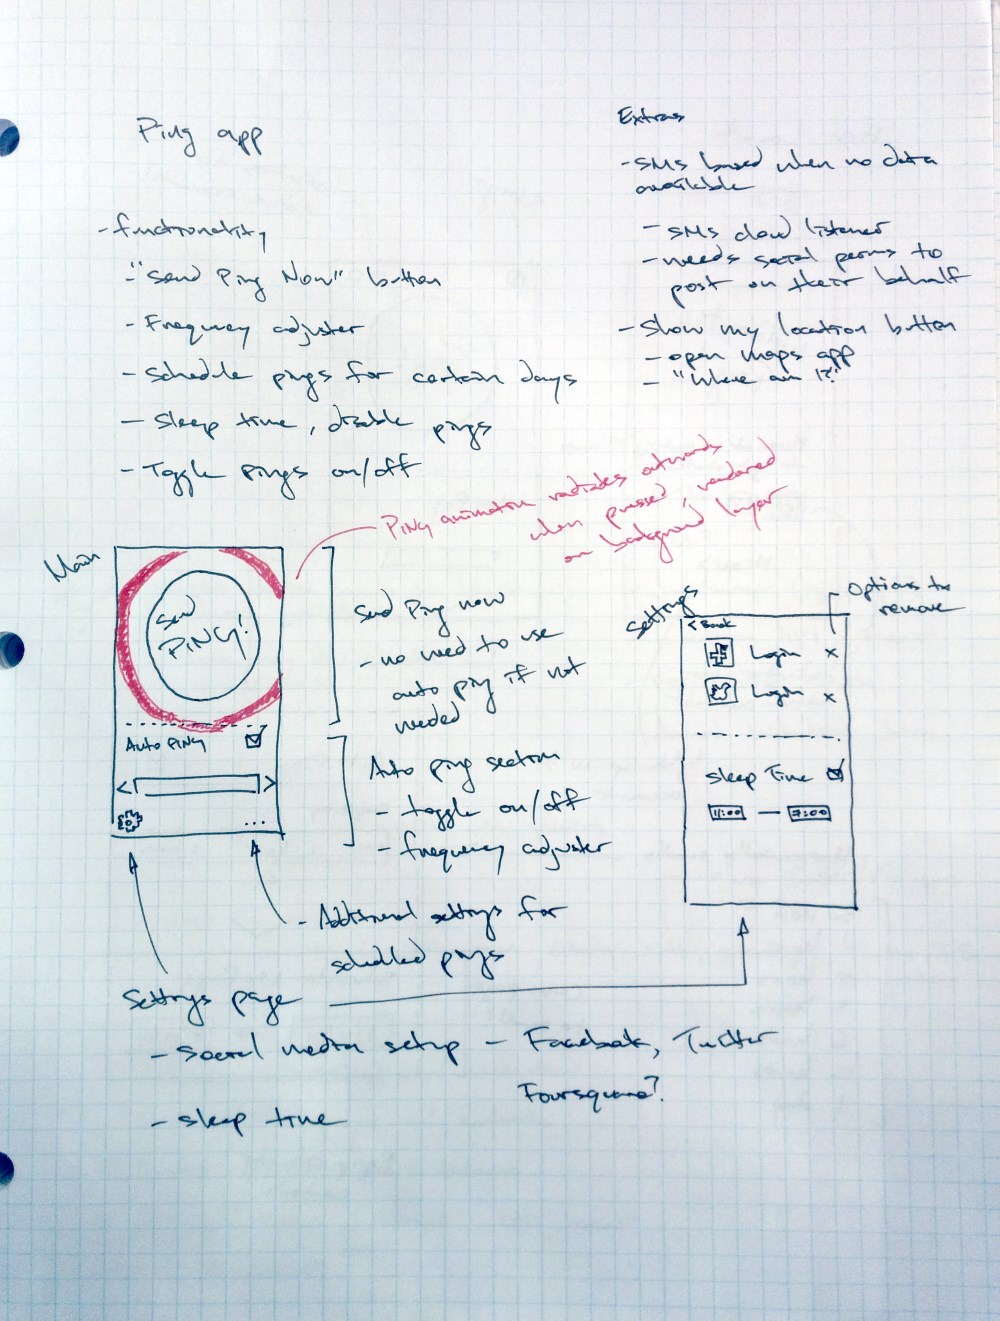 Ping app
- functionality
- "Send Ping Now" button
- Frequency adjuster
- Schedule pings for certain days
- Sleep time, disable pings
- Toggle pings on/off
Extras
- SMS based when no data
available
- SMS cloud listener
- needs social perms to
post on their behalf
- Show my location button
- open maps app
- "Where am I?"
Ping animation radiates outwards
when pressed, rendered
on background layer
Main
Send
PING!
Auto PING
< >
...
Send Ping now
- no need to use
auto ping if not
needed
Auto ping section
- toggle on/off
- frequency adjuster
- Additional settings for
scheduled pings
Settings
Options to
remove
< Back
Login x
Login x
Sleep Time
11:00 — 7:00
Settings page
- Social media setup - Facebook, Twitter
Foursquare?
- sleep time